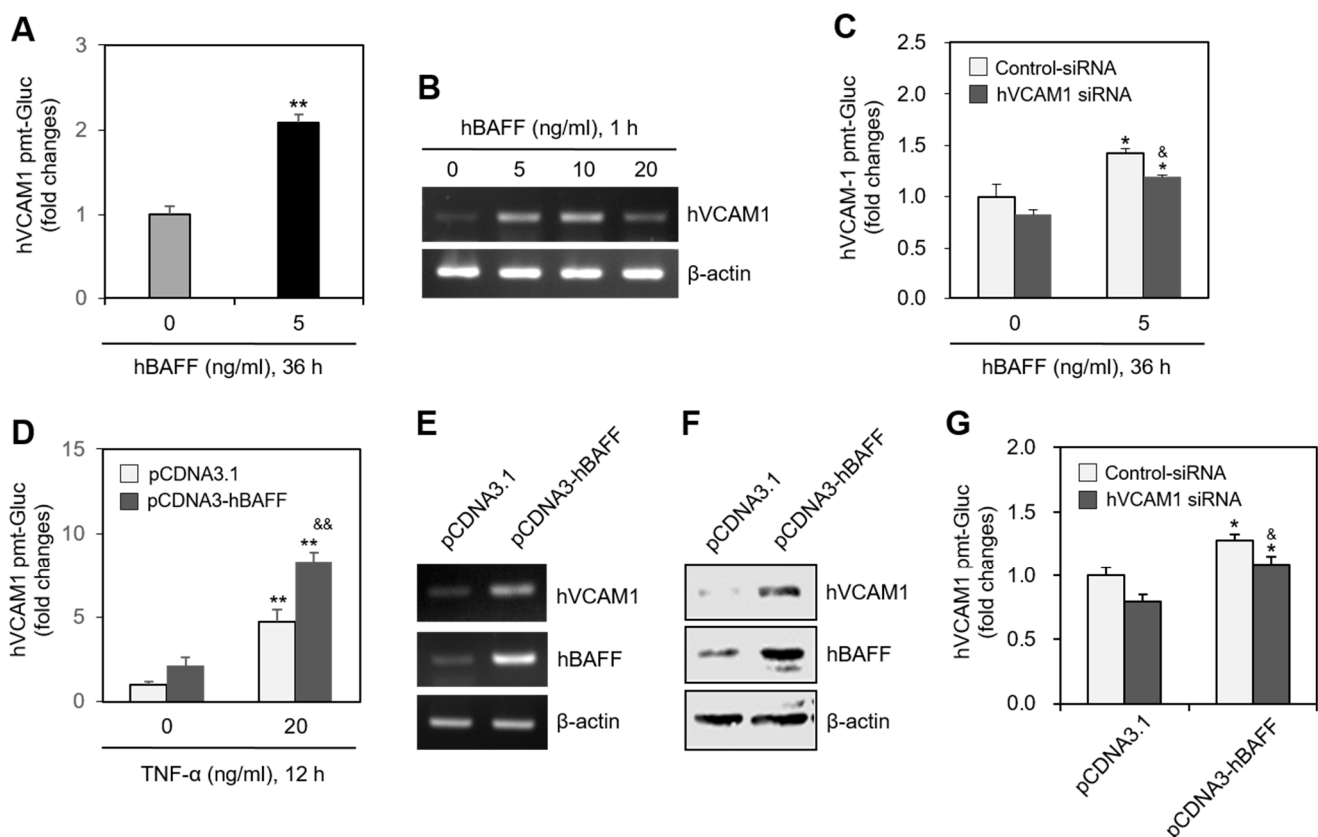 A
hVCAM1 pmt-Gluc
(fold changes)
3
2
1
0
**
0
5
hBAFF (ng/ml), 36 h
B
hBAFF (ng/ml), 1 h
0
5
10
20
hVCAM1
β-actin
C
hVCAM-1 pmt-Gluc
(fold changes)
2.5
2.0
1.5
1.0
0.5
0.0
Control-siRNA
hVCAM1 siRNA
*
&
*
0
5
hBAFF (ng/ml), 36 h
D
hVCAM1 pmt-Gluc
(fold changes)
15
10
5
0
pCDNA3.1
pCDNA3-hBAFF
**
&&
**
0
20
TNF-α (ng/ml), 12 h
E
pCDNA3.1
pCDNA3-hBAFF
hVCAM1
hBAFF
β-actin
F
pCDNA3.1
pCDNA3-hBAFF
hVCAM1
hBAFF
β-actin
G
hVCAM1 pmt-Gluc
(fold changes)
2.0
1.5
1.0
0.5
0.0
Control-siRNA
hVCAM1 siRNA
*
&
*
pCDNA3.1
pCDNA3-hBAFF